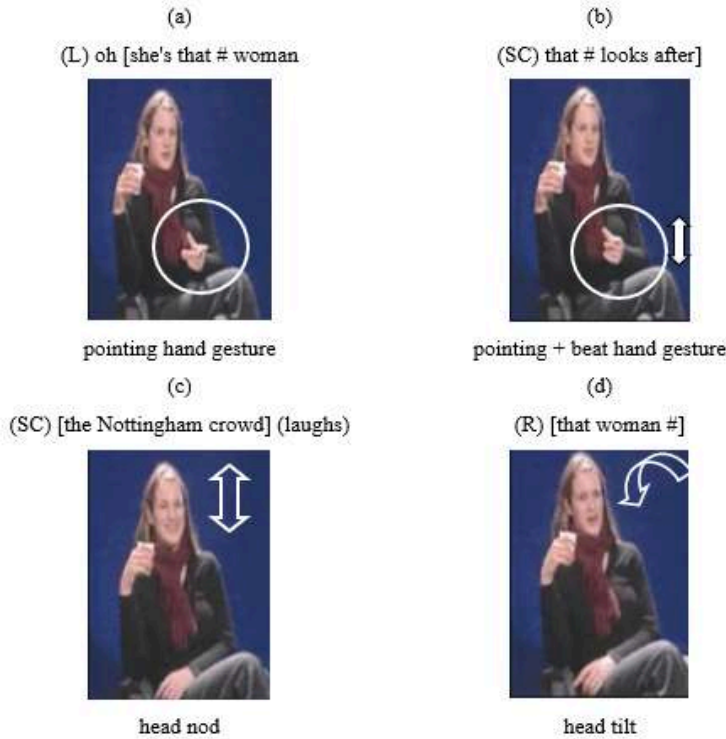 (a)
(L) oh [she's that # woman
pointing hand gesture
(b)
(SC) that # looks after]
pointing + beat hand gesture
(c)
(SC) [the Nottingham crowd] (laughs)
head nod
(d)
(R) [that woman #]
head tilt